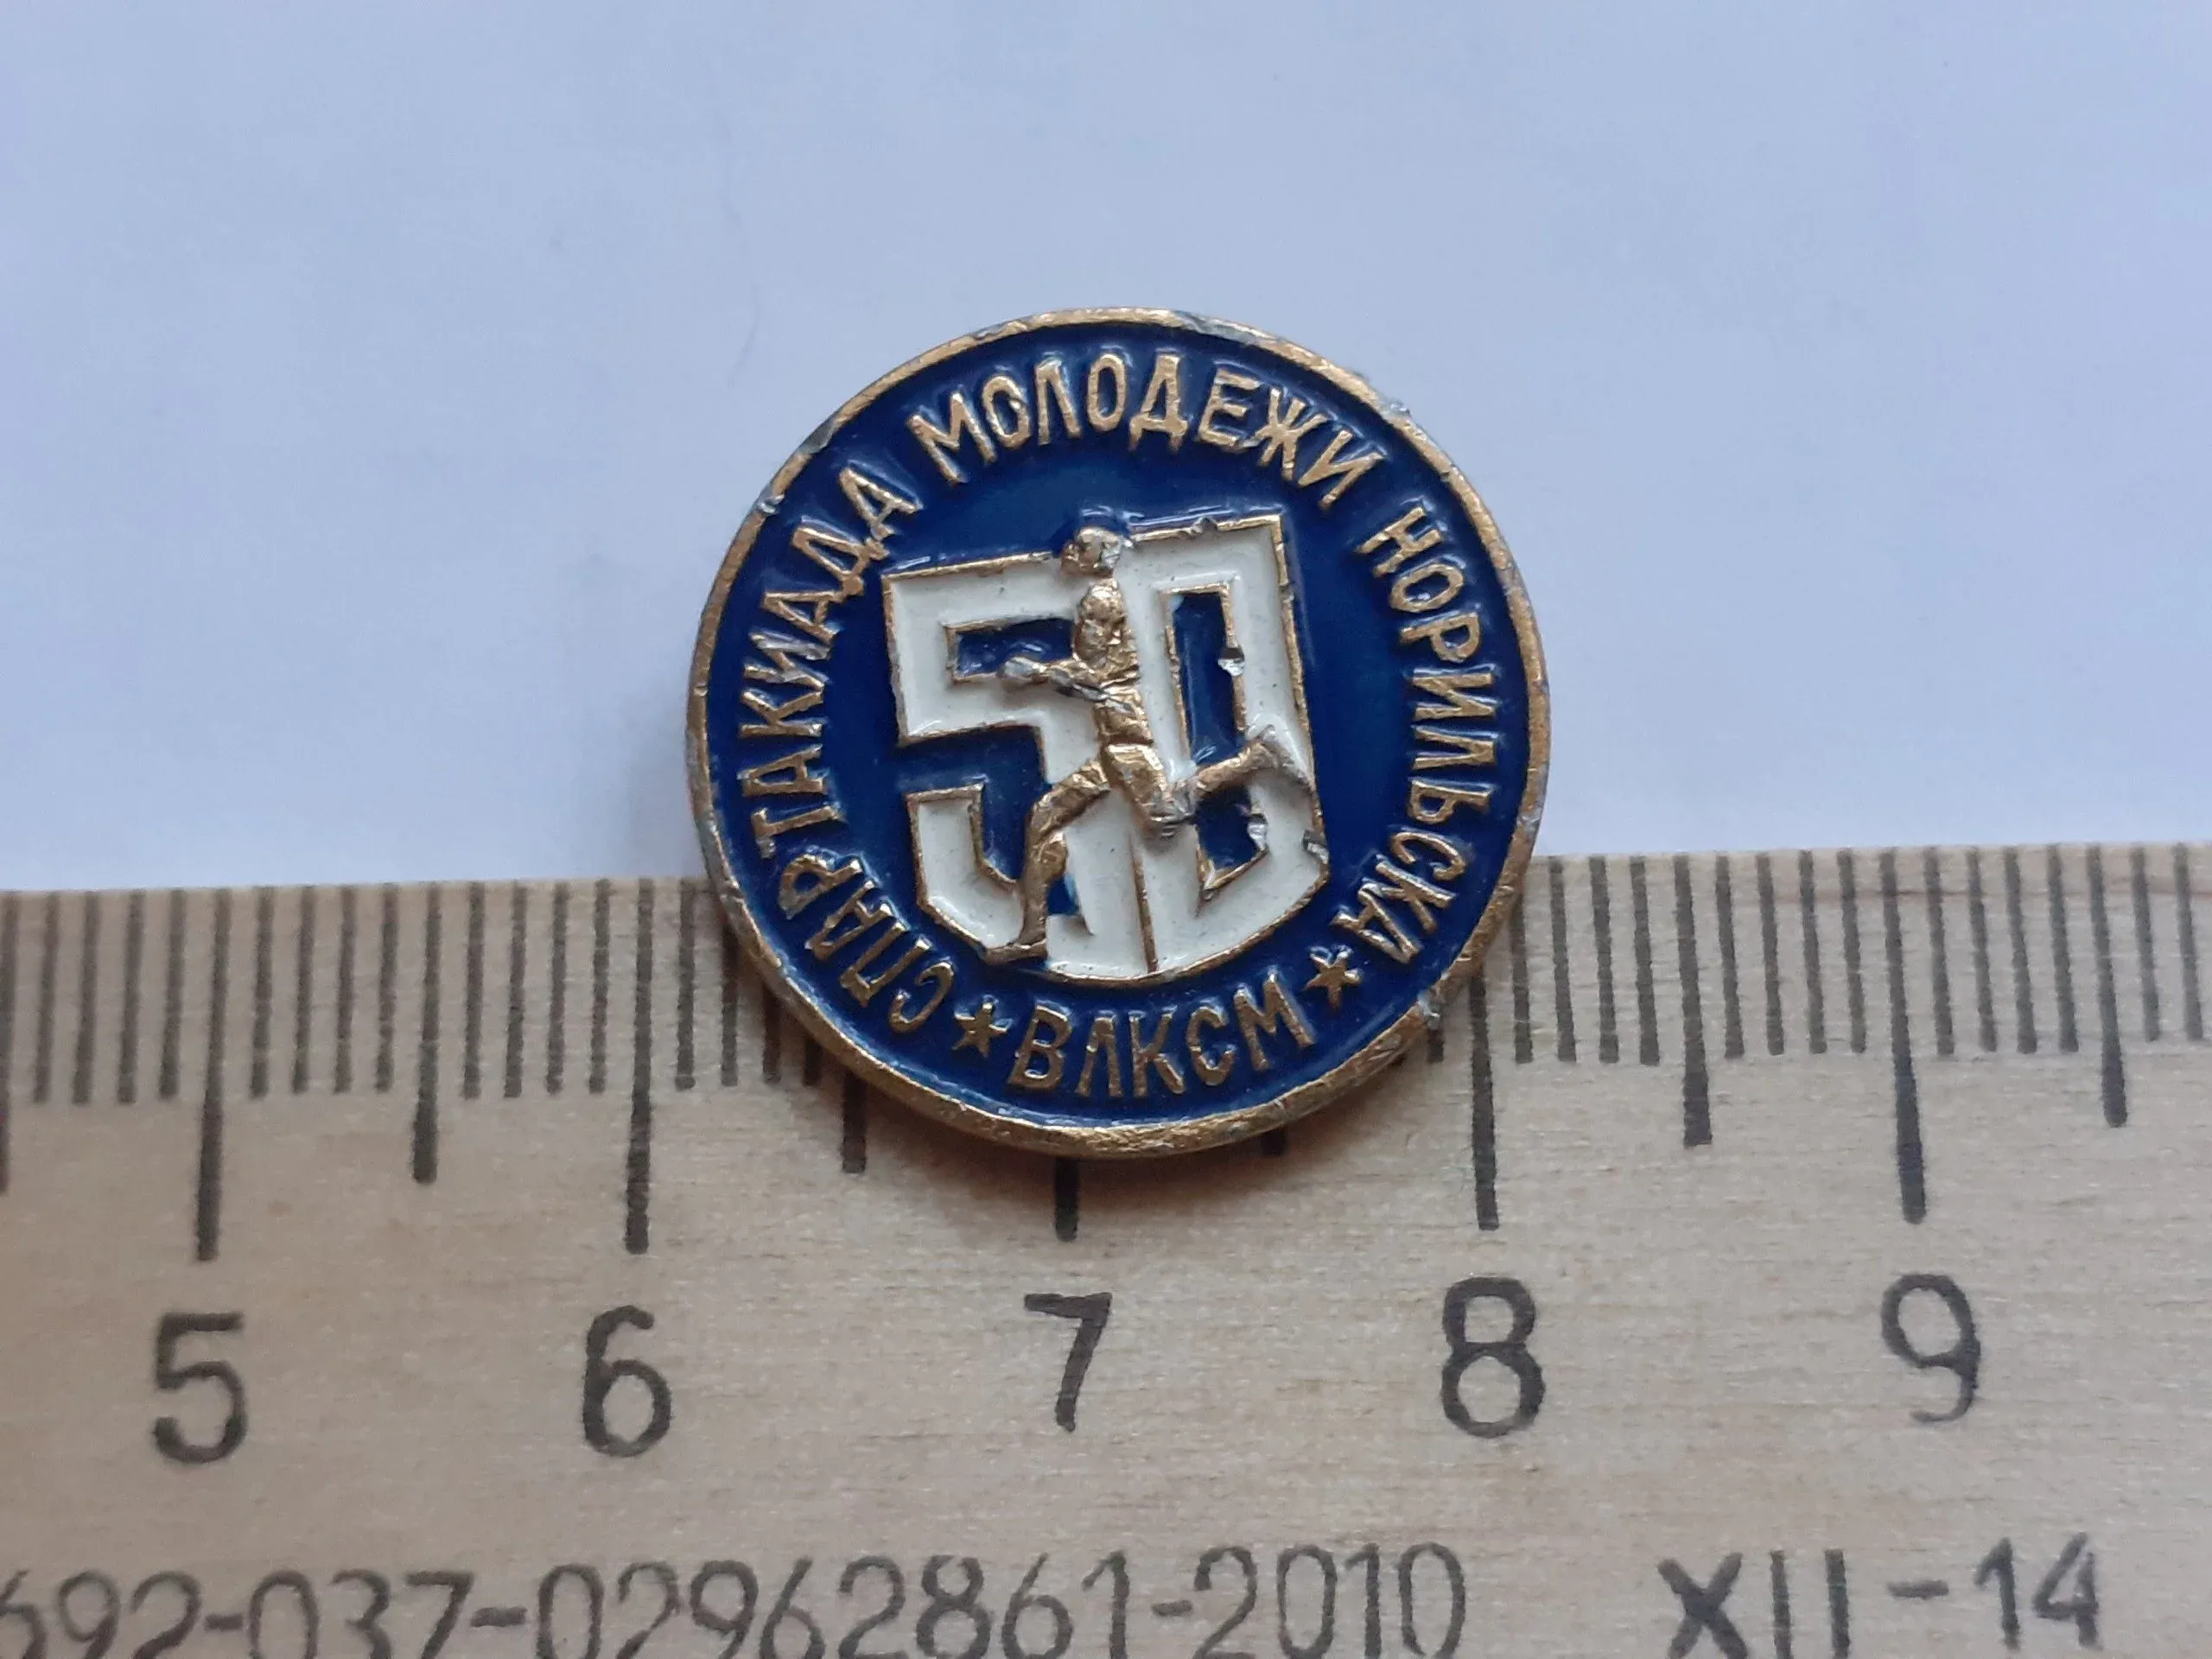 СПАРТАКИАДА МОЛОДЕЖИ НОРИЛЬСКА
50
★ ВЛКСМ ★
5 6 7 8 9
692-037-02962861-2010 XII-14